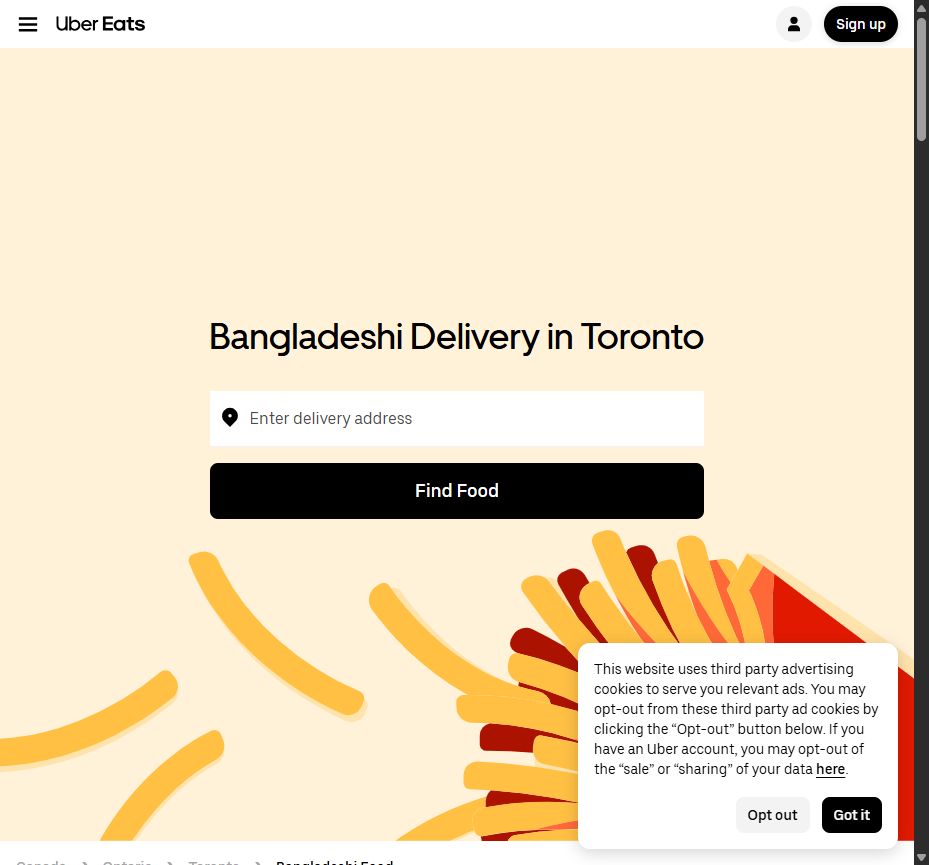 Uber Eats
Sign up
Bangladeshi Delivery in Toronto
Enter delivery address
Find Food
This website uses third party advertising
cookies to serve you relevant ads. You may
opt-out from these third party ad cookies by
clicking the “Opt-out” button below. If you
have an Uber account, you may opt-out of
the “sale” or “sharing” of your data here.
Opt out
Got it
Canada > Ontario > Toronto > Bangladeshi Food